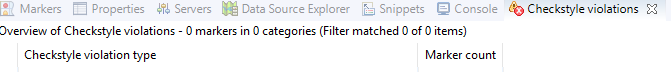 Markers Properties Servers Data Source Explorer Snippets Console Checkstyle violations
Overview of Checkstyle violations - 0 markers in 0 categories (Filter matched 0 of 0 items)
Checkstyle violation type Marker count